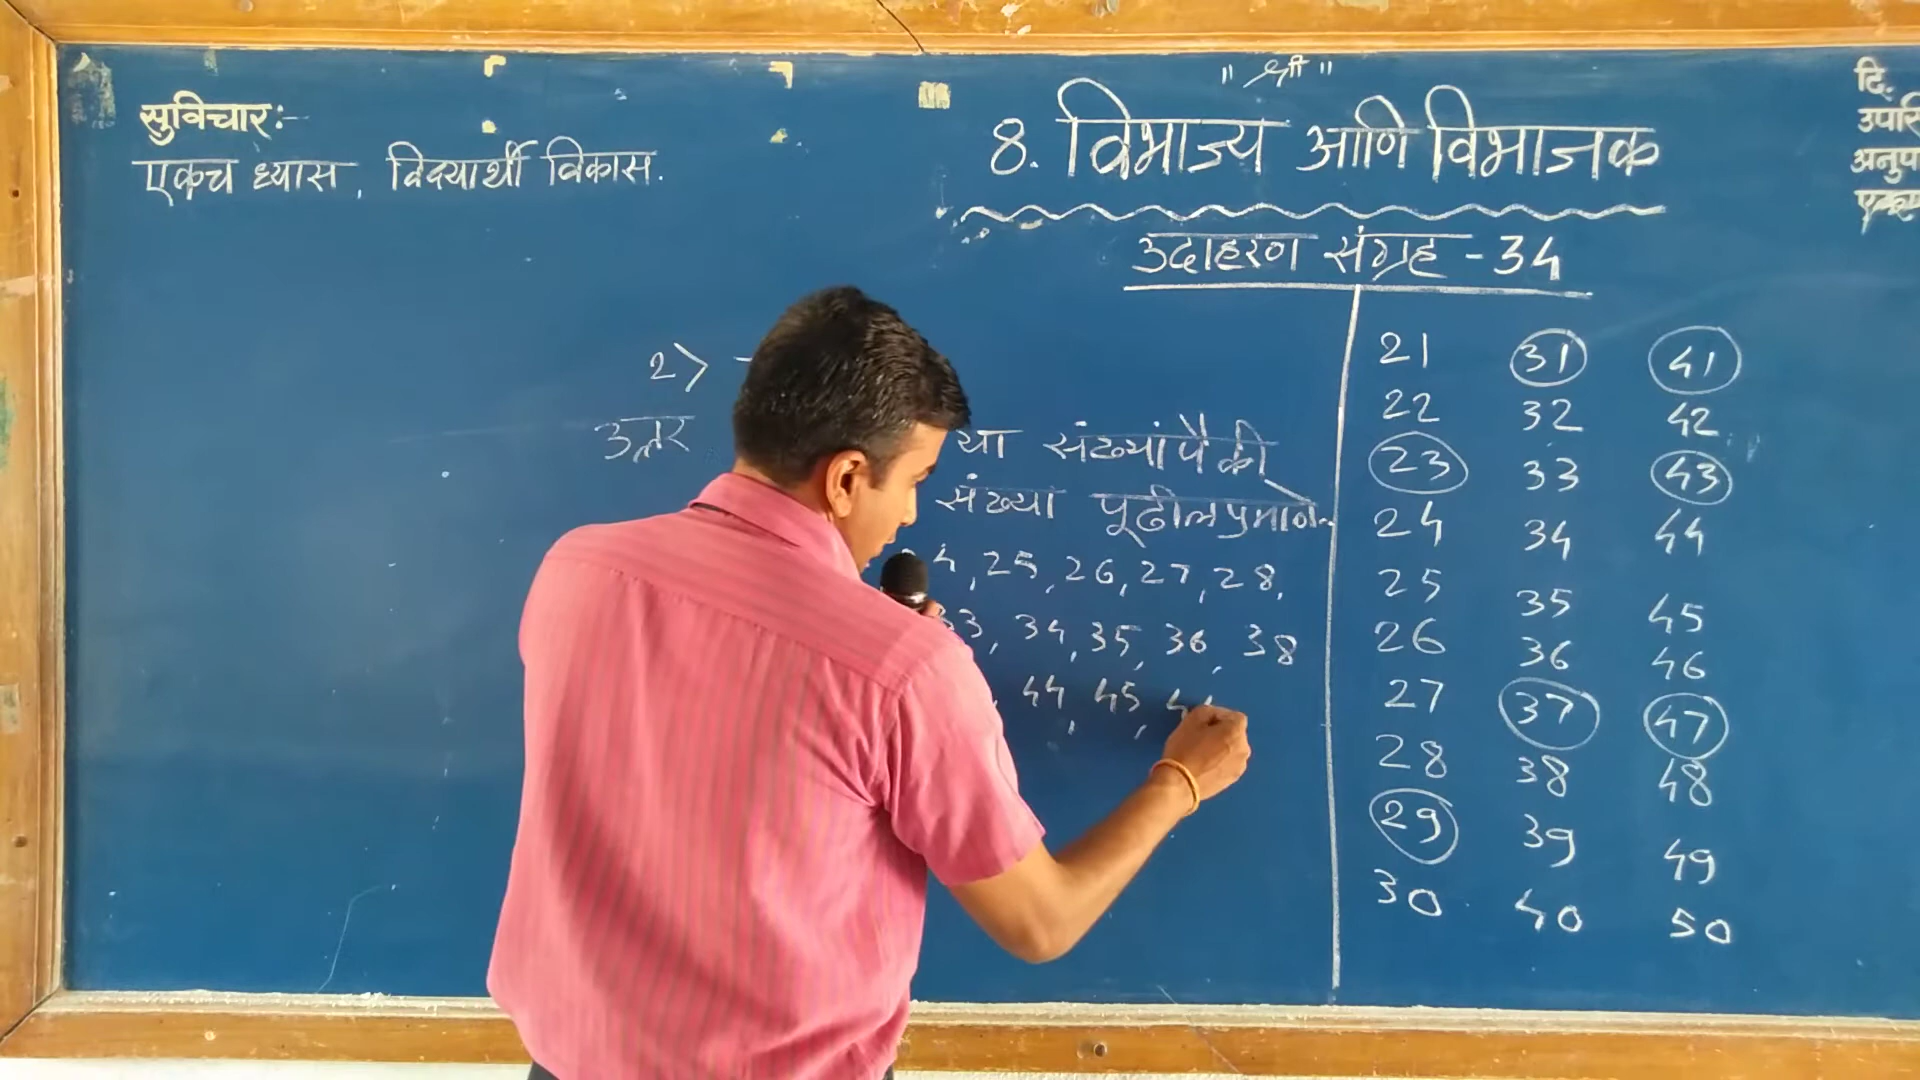 सुविचार:-
एकच ध्यास, विद्यार्थी विकास.
॥ श्री ॥
8. विभाज्य आणि विभाजक
उदाहरण संग्रह - 34
दि.
2)
उत्तर
या संख्यांपैकी
संख्या पूढीलप्रमाणे.
4, 25, 26, 27, 28,
33, 34, 35, 36, 38
, 44, 45,
21 31 41
22 32 42
23 33 43
24 34 44
25 35 45
26 36 46
27 37 47
28 38 48
29 39 49
30 40 50